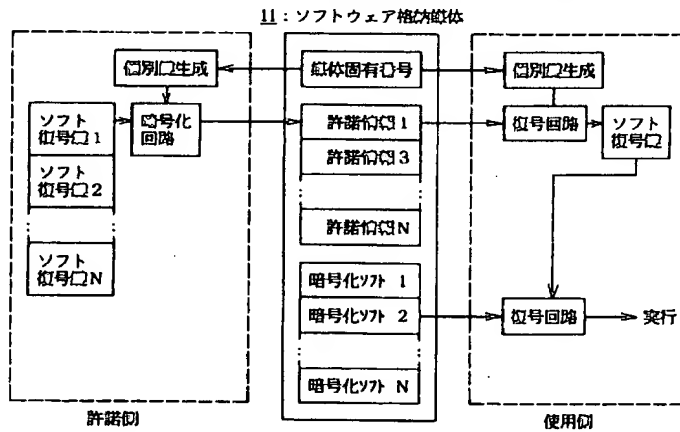 11:ソフトウェア格納媒体
個別鍵生成
媒体固有番号
個別鍵生成
ソフト
復号鍵1
暗号化
回路
許諾情報1
復号回路
ソフト
復号鍵
ソフト
復号鍵2
許諾情報3
許諾情報N
ソフト
復号鍵N
暗号化ソフト 1
暗号化ソフト 2
復号回路
実行
暗号化ソフト N
許諾側
使用側